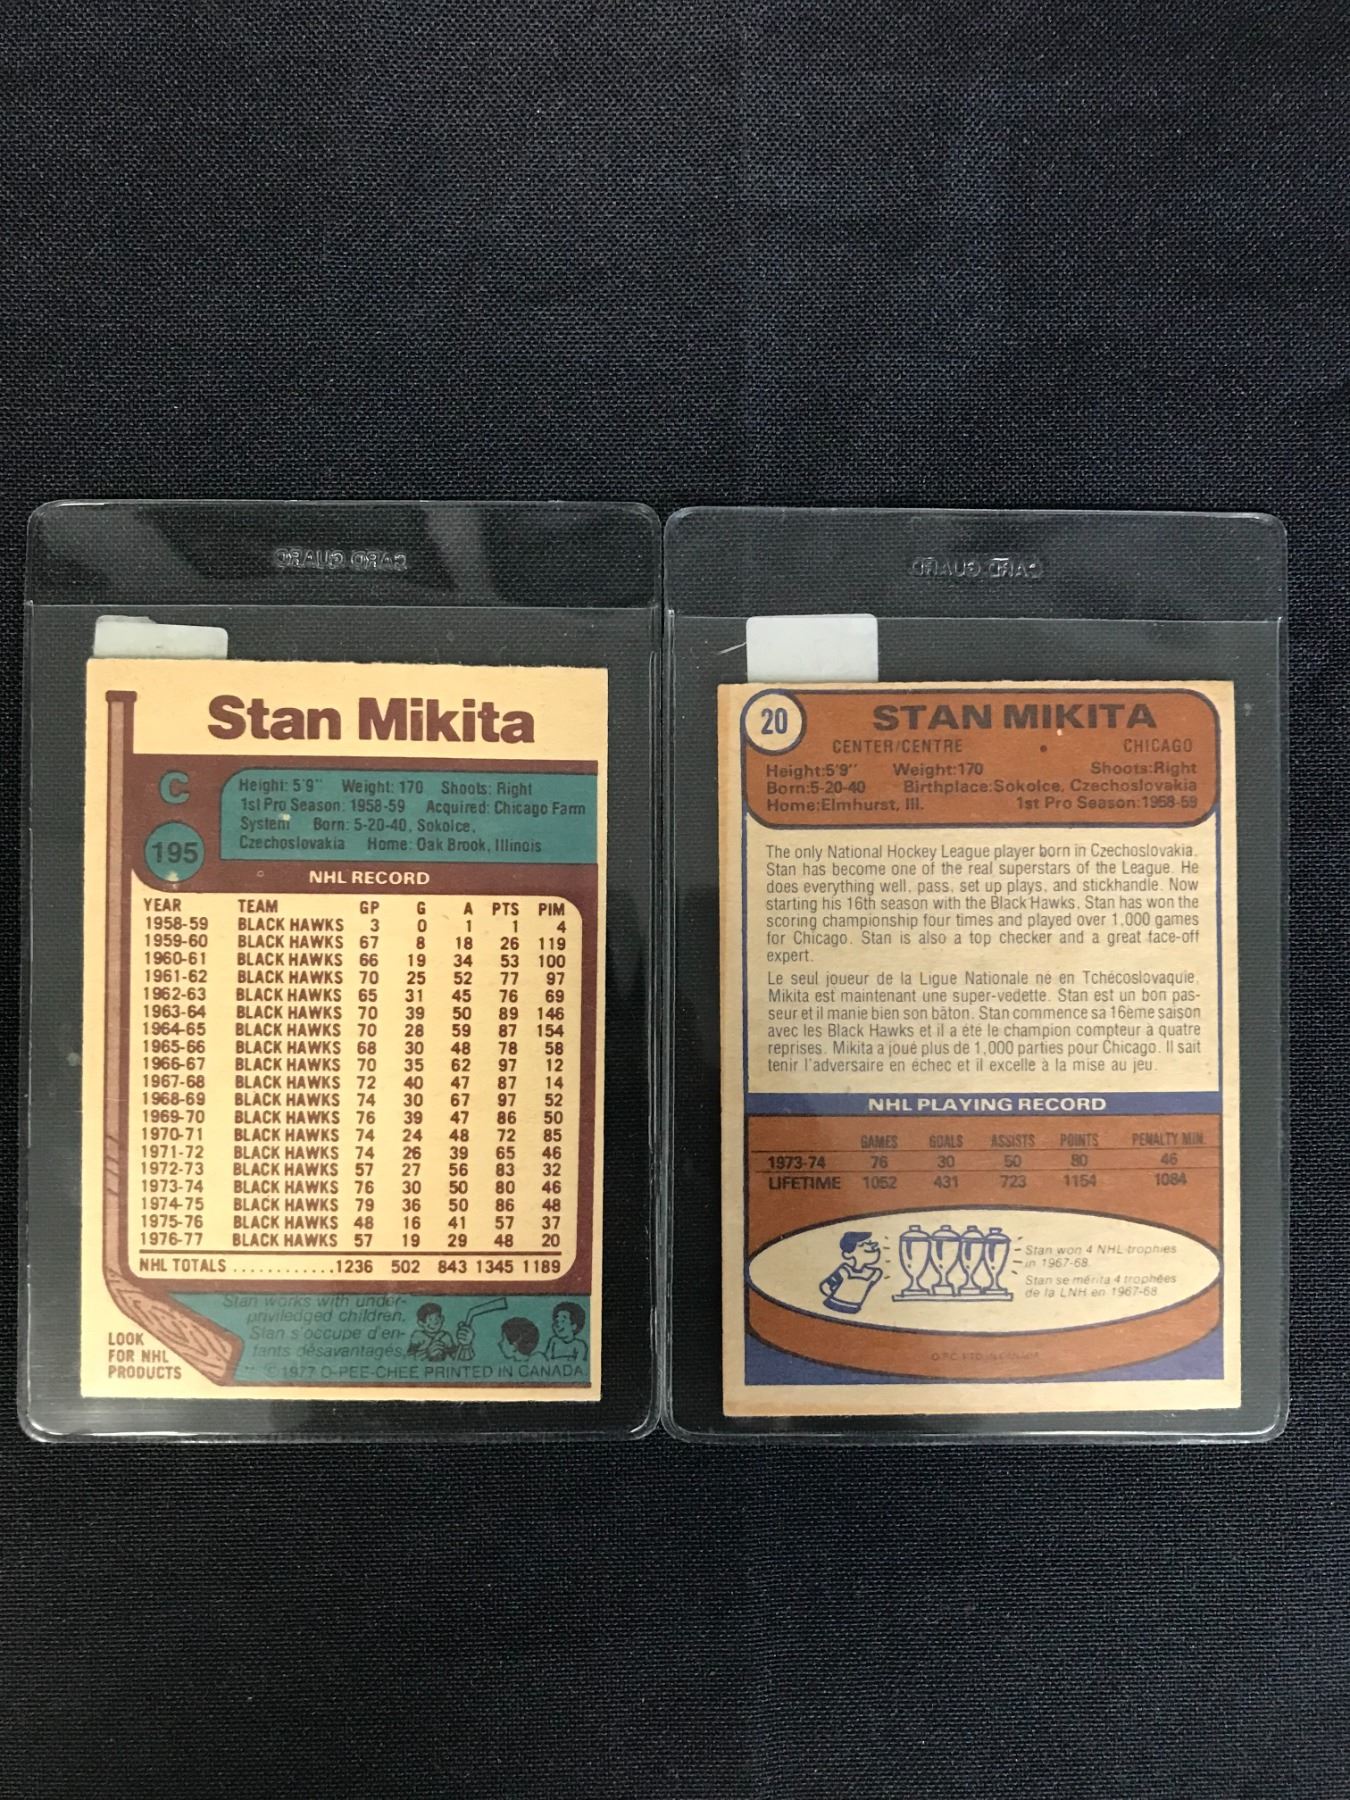 CARD GUARD
Stan Mikita
C
195
Height: 5'9" Weight: 170 Shoots: Right
1st Pro Season: 1958-59 Acquired: Chicago Farm
System Born: 5-20-40, Sokolce,
Czechoslovakia Home: Oak Brook, Illinois
NHL RECORD
YEAR TEAM GP G A PTS PIM
1958-59 BLACK HAWKS 3 0 1 1 4
1959-60 BLACK HAWKS 67 8 18 26 119
1960-61 BLACK HAWKS 66 19 34 53 100
1961-62 BLACK HAWKS 70 25 52 77 97
1962-63 BLACK HAWKS 65 31 45 76 69
1963-64 BLACK HAWKS 70 39 50 89 146
1964-65 BLACK HAWKS 70 28 59 87 154
1965-66 BLACK HAWKS 68 30 48 78 58
1966-67 BLACK HAWKS 70 35 62 97 12
1967-68 BLACK HAWKS 72 40 47 87 14
1968-69 BLACK HAWKS 74 30 67 97 52
1969-70 BLACK HAWKS 76 39 47 86 50
1970-71 BLACK HAWKS 74 24 48 72 85
1971-72 BLACK HAWKS 74 26 39 65 46
1972-73 BLACK HAWKS 57 27 56 83 32
1973-74 BLACK HAWKS 76 30 50 80 46
1974-75 BLACK HAWKS 79 36 50 86 48
1975-76 BLACK HAWKS 48 16 41 57 37
1976-77 BLACK HAWKS 57 19 29 48 20
NHL TOTALS ............1236 502 843 1345 1189
Stan works with under-
priviledged children.
Stan s'occupe d'en-
fants désavantagés.
LOOK
FOR NHL
PRODUCTS
© 1977 O-PEE-CHEE PRINTED IN CANADA
CARD GUARD
20
STAN MIKITA
CENTER/CENTRE • CHICAGO
Height:5'9" Weight:170 Shoots:Right
Born:5-20-40 Birthplace:Sokolce, Czechoslovakia
Home:Elmhurst, Ill. 1st Pro Season:1958-59
The only National Hockey League player born in Czechoslovakia,
Stan has become one of the real superstars of the League. He
does everything well, pass, set up plays, and stickhandle. Now
starting his 16th season with the Black Hawks, Stan has won the
scoring championship four times and played over 1,000 games
for Chicago. Stan is also a top checker and a great face-off
expert.
Le seul joueur de la Ligue Nationale né en Tchécoslovaquie,
Mikita est maintenant une super-vedette. Stan est un bon pas-
seur et il manie bien son bâton. Stan commence sa 16ème saison
avec les Black Hawks et il a été le champion compteur à quatre
reprises. Mikita a joué plus de 1,000 parties pour Chicago. Il sait
tenir l'adversaire en échec et il excelle à la mise au jeu.
NHL PLAYING RECORD
GAMES GOALS ASSISTS POINTS PENALTY MIN.
1973-74 76 30 50 80 46
LIFETIME 1052 431 723 1154 1084
Stan won 4 NHL trophies
in 1967-68.
Stan se mérita 4 trophées
de la LNH en 1967-68
O.P.C. PTD. IN CANADA